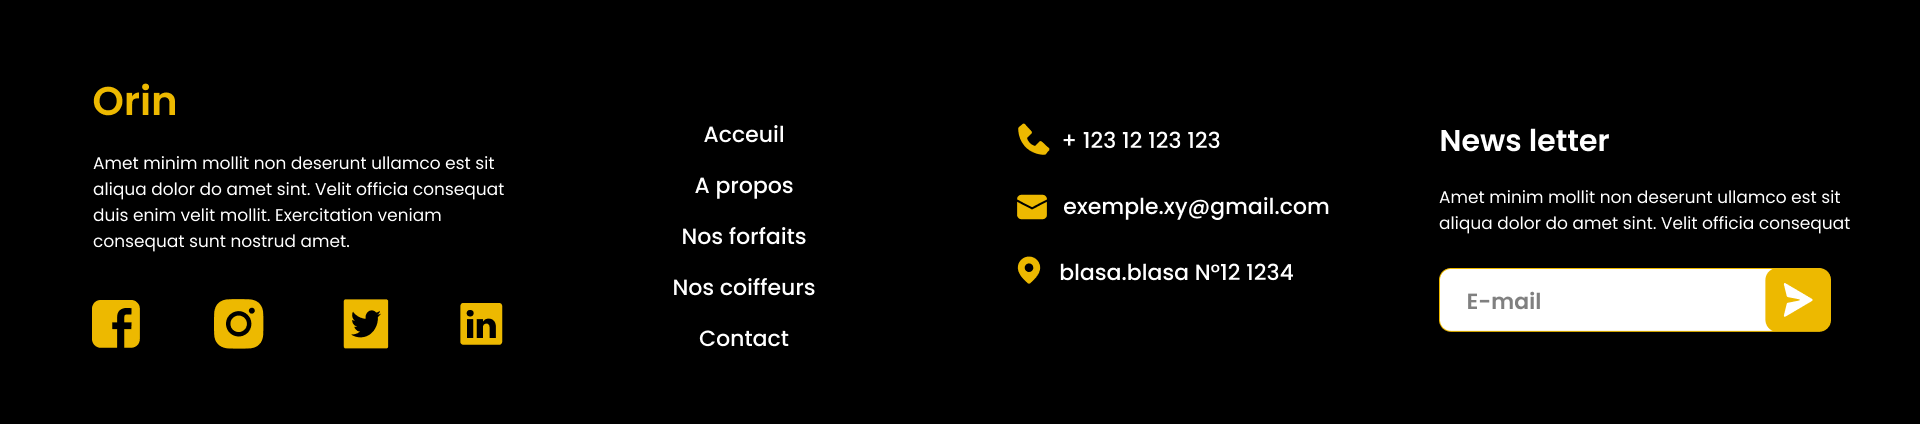 Orin
Amet minim mollit non deserunt ullamco est sit
aliqua dolor do amet sint. Velit officia consequat
duis enim velit mollit. Exercitation veniam
consequat sunt nostrud amet.
Acceuil
A propos
Nos forfaits
Nos coiffeurs
Contact
+ 123 12 123 123
exemple.xy@gmail.com
blasa.blasa N°12 1234
News letter
Amet minim mollit non deserunt ullamco est sit
aliqua dolor do amet sint. Velit officia consequat
E-mail